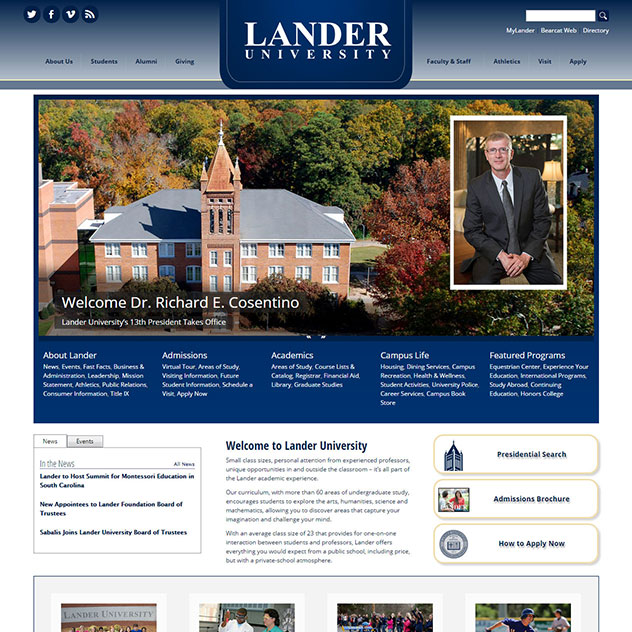 LANDER
UNIVERSITY
MyLander Bearcat Web Directory
About Us Students Alumni Giving Faculty & Staff Athletics Visit Apply
Welcome Dr. Richard E. Cosentino
Lander University's 13th President Takes Office
About Lander
News, Events, Fast Facts, Business &
Administration, Leadership, Mission
Statement, Athletics, Public Relations,
Consumer Information, Title IX
Admissions
Virtual Tour, Areas of Study,
Visiting Information, Future
Student Information, Schedule a
Visit, Apply Now
Academics
Areas of Study, Course Lists &
Catalog, Registrar, Financial Aid,
Library, Graduate Studies
Campus Life
Housing, Dining Services, Campus
Recreation, Health & Wellness,
Student Activities, University Police,
Career Services, Campus Book
Store
Featured Programs
Equestrian Center, Experience Your
Education, International Programs,
Study Abroad, Continuing
Education, Honors College
News Events
In the News All News
Lander to Host Summit for Montessori Education in
South Carolina
New Appointees to Lander Foundation Board of
Trustees
Sabalis Joins Lander University Board of Trustees
Welcome to Lander University
Small class sizes, personal attention from experienced professors,
unique opportunities in and outside the classroom – it's all part of
the Lander academic experience.
Our curriculum, with more than 60 areas of undergraduate study,
encourages students to explore the arts, humanities, science and
mathematics, allowing you to discover areas that capture your
imagination and challenge your mind.
With an average class size of 23 that provides for one-on-one
interaction between students and professors, Lander offers
everything you would expect from a public school, including price,
but with a private-school atmosphere.
Presidential Search
Admissions Brochure
How to Apply Now
LANDER UNIVERSITY